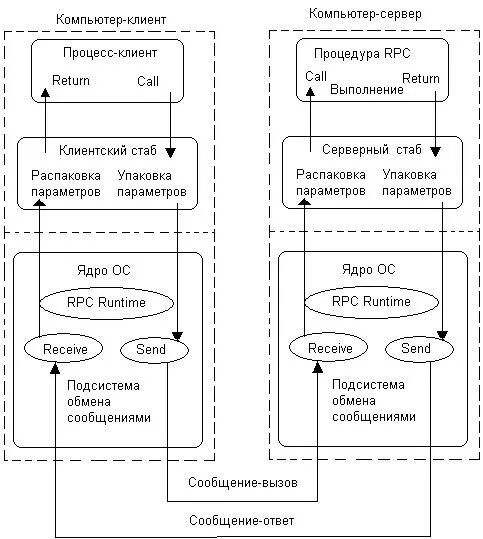 Компьютер-клиент
Процесс-клиент
Return Call
Клиентский стаб
Распаковка Упаковка
параметров параметров
Ядро ОС
RPC Runtime
Receive Send
Подсистема
обмена
сообщениями
Компьютер-сервер
Процедура RPC
Call Return
Выполнение
Серверный стаб
Распаковка Упаковка
параметров параметров
Ядро ОС
RPC Runtime
Receive Send
Подсистема
обмена
сообщениями
Сообщение-вызов
Сообщение-ответ